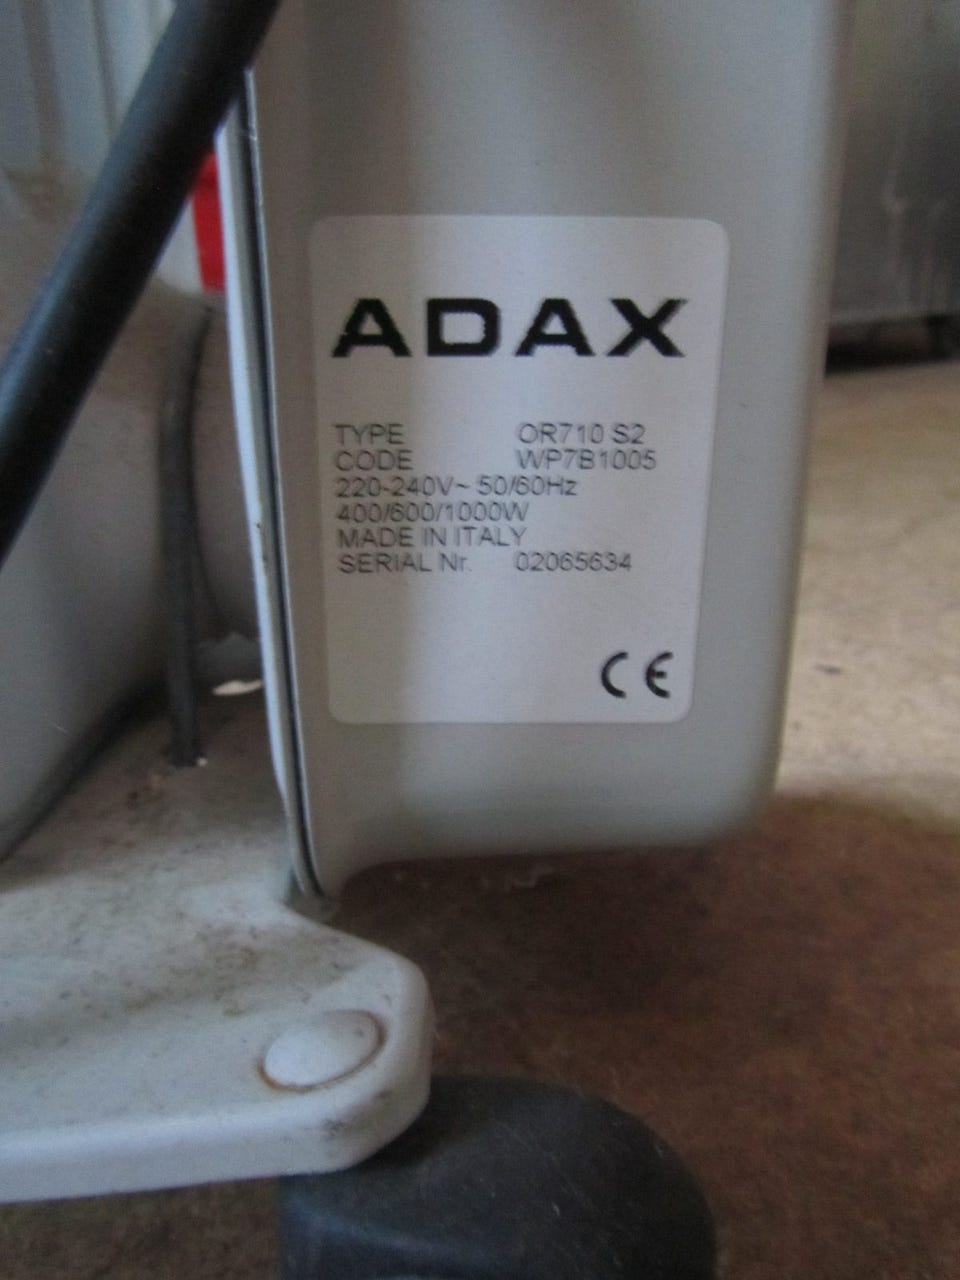 ADAX
TYPE OR710 S2
CODE WP7B1005
220-240V~ 50/60Hz
400/600/1000W
MADE IN ITALY
SERIAL Nr. 02065634
CE